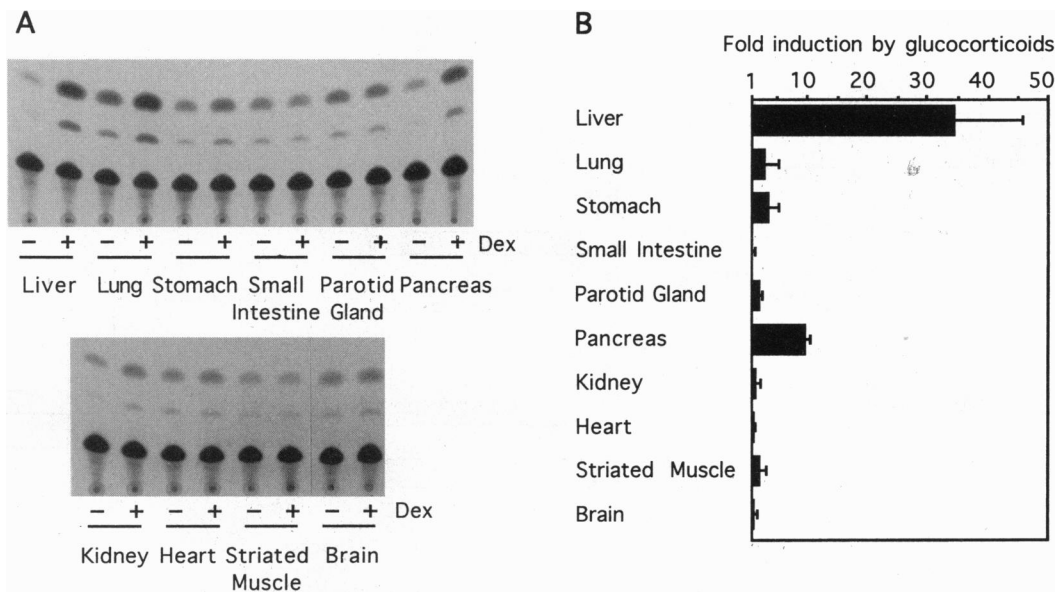 A
− + − + − + − + − + − + Dex
Liver Lung Stomach Small Parotid Pancreas
Intestine Gland
− + − + − + − + Dex
Kidney Heart Striated Brain
Muscle
B
Fold induction by glucocorticoids
1 10 20 30 40 50
Liver
Lung
Stomach
Small Intestine
Parotid Gland
Pancreas
Kidney
Heart
Striated Muscle
Brain